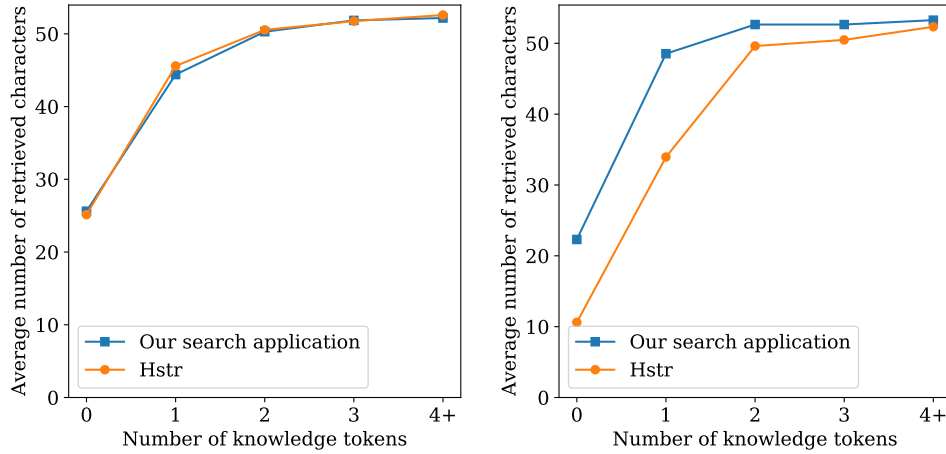 Average number of retrieved characters
50
40
30
20
10
0
Our search application
Hstr
0 1 2 3 4+
Number of knowledge tokens
Average number of retrieved characters
50
40
30
20
10
0
Our search application
Hstr
0 1 2 3 4+
Number of knowledge tokens